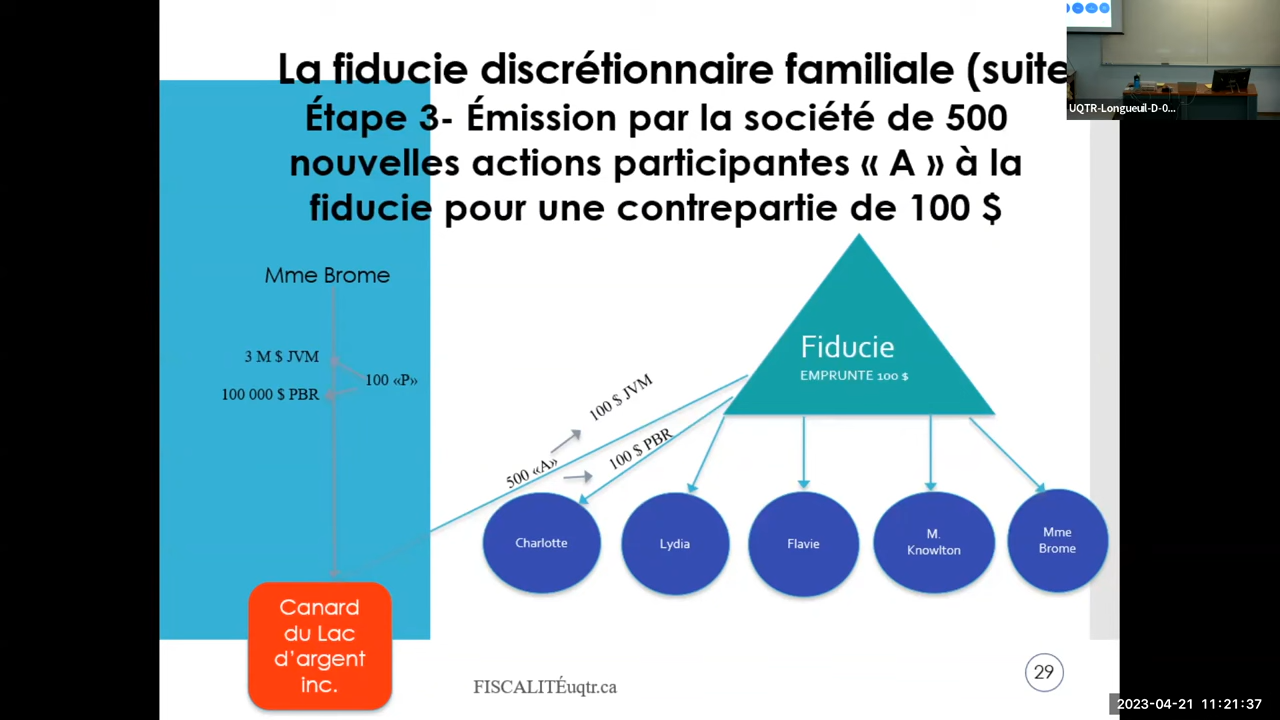 La fiducie discrétionnaire familiale (suite
Étape 3- Émission par la société de 500
nouvelles actions participantes « A » à la
fiducie pour une contrepartie de 100 $
UQTR-Longueuil-D-0...
Mme Brome
3 M $ JVM
100 «P»
100 000 $ PBR
Fiducie
EMPRUNTE 100 $
100 $ JVM
500 «A»
100 $ PBR
Charlotte
Lydia
Flavie
M.
Knowlton
Mme
Brome
Canard
du Lac
d'argent
inc.
FISCALITÉuqtr.ca
29
2023-04-21 11:21:37